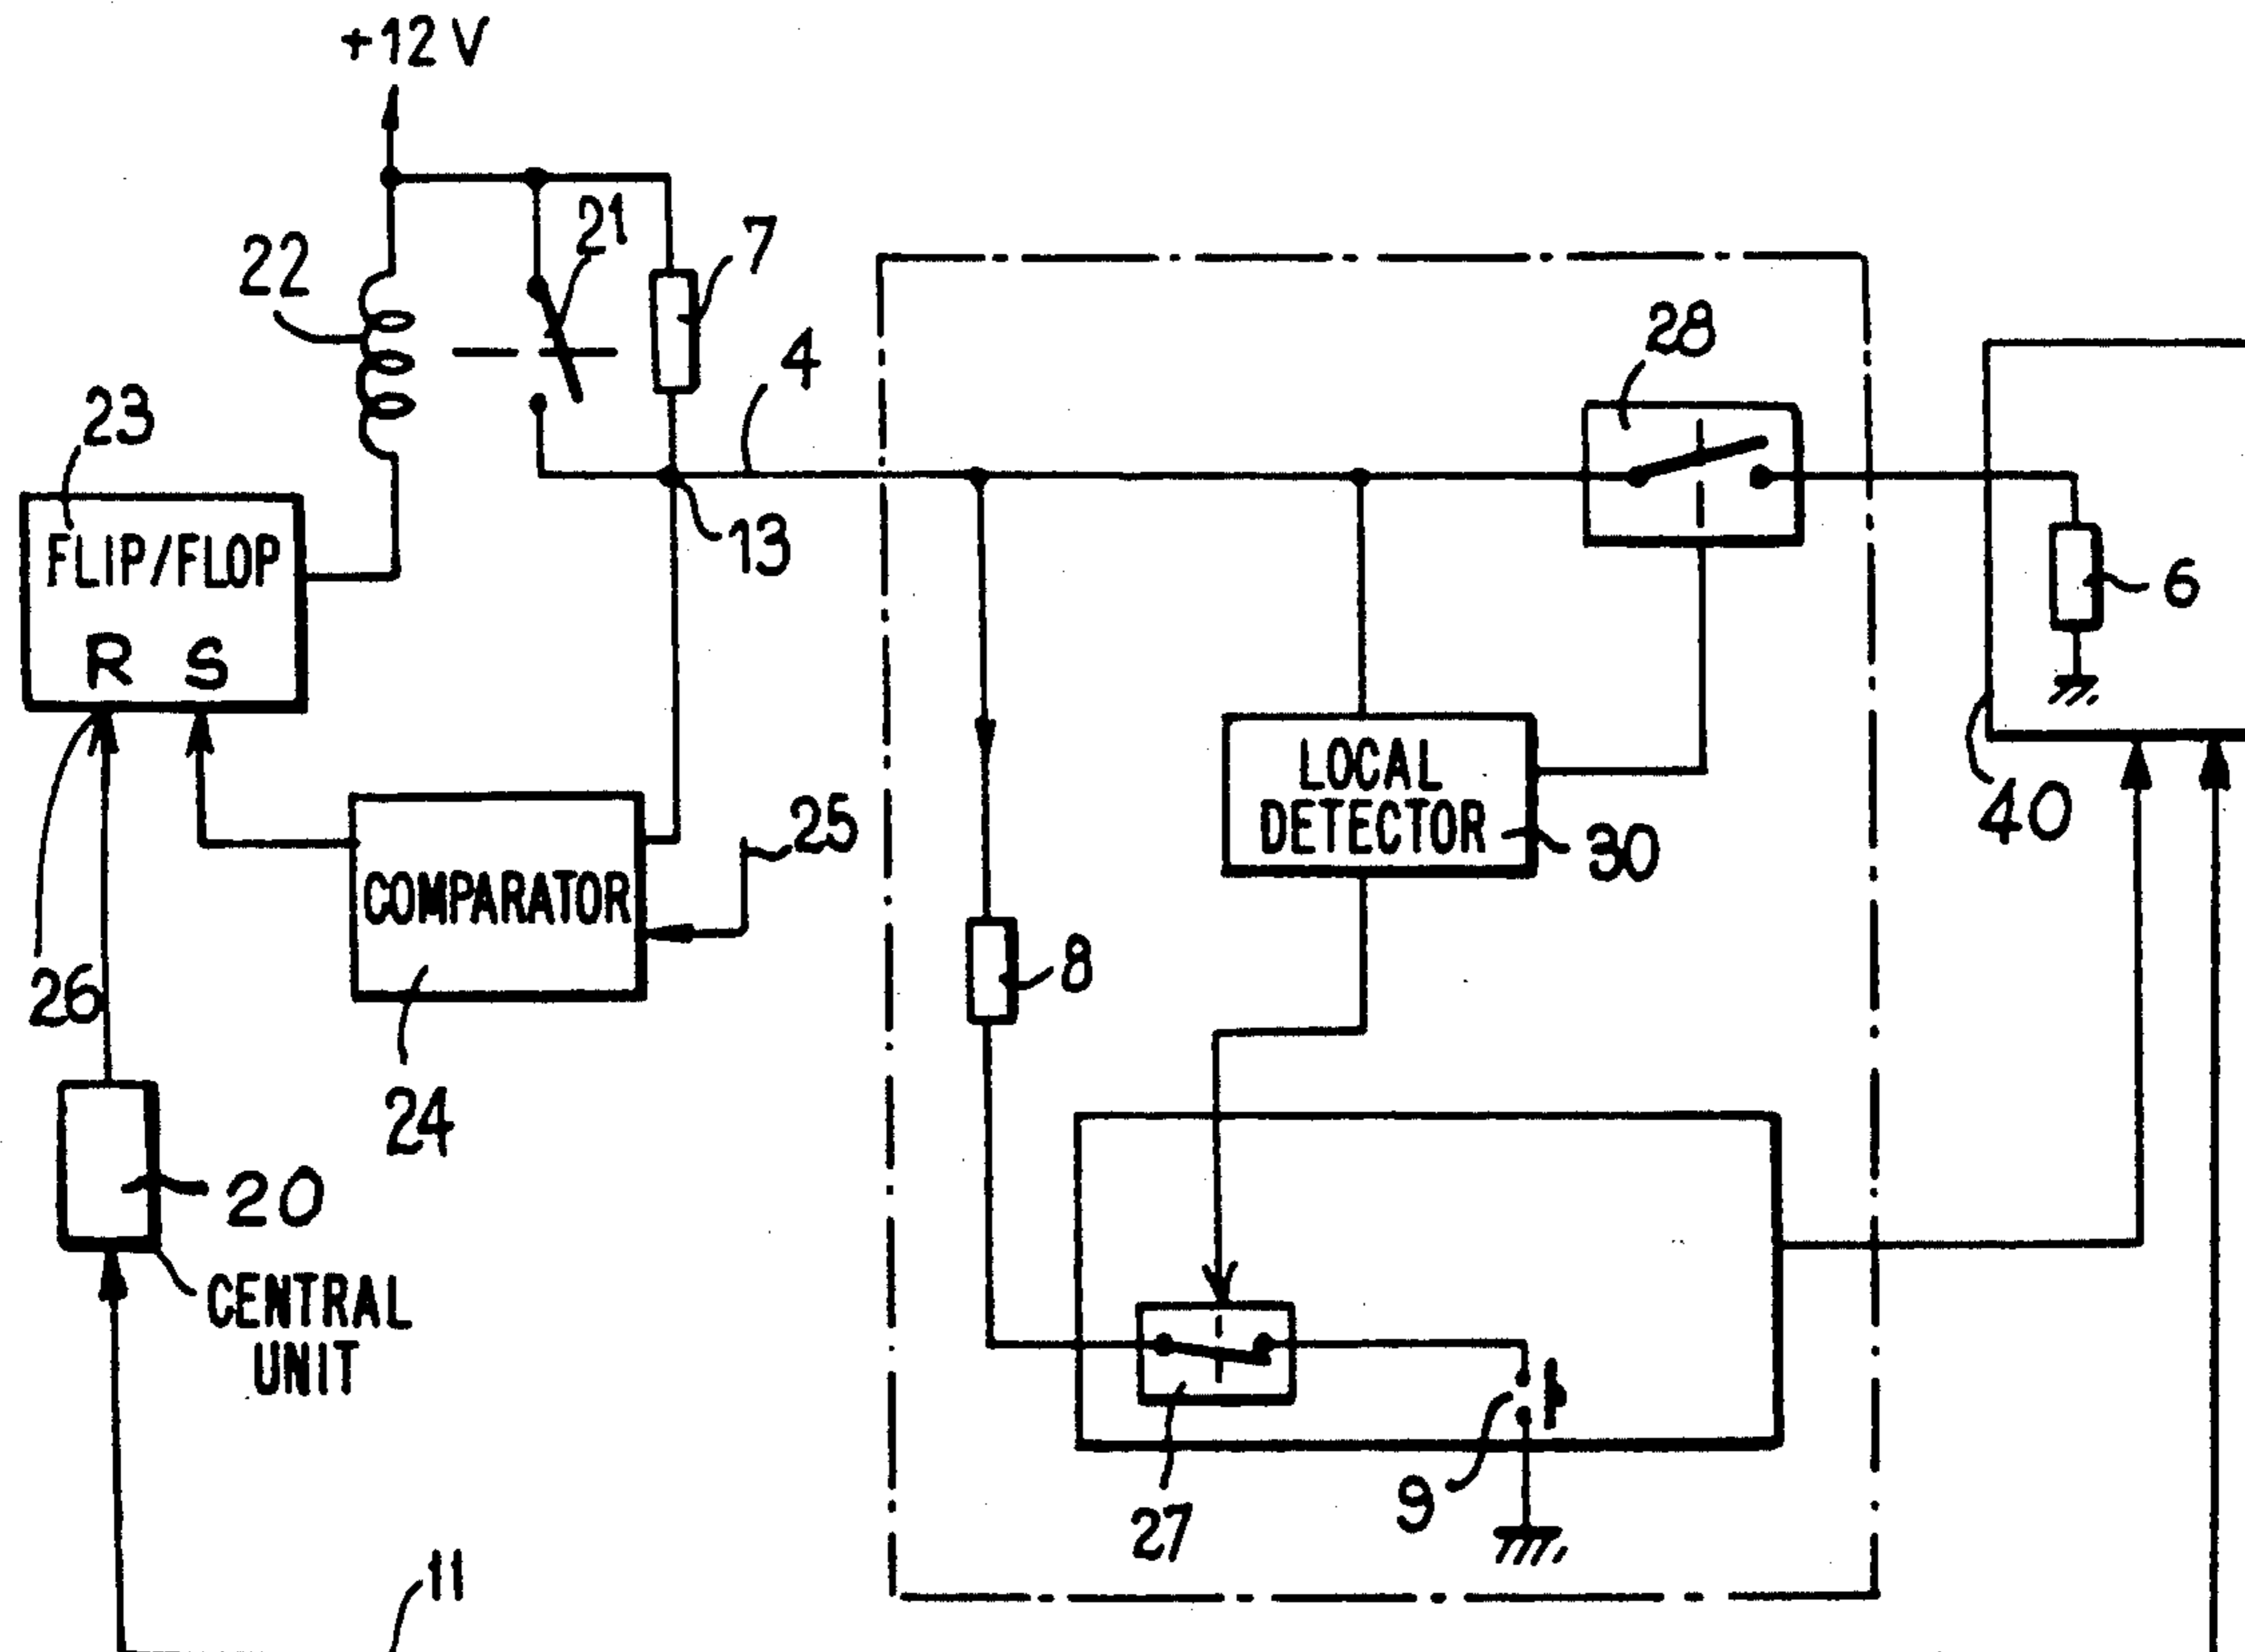 +12 V
21
7
22
4
28
23
13
FLIP/FLOP
6
R S
LOCAL
DETECTOR
40
25
30
COMPARATOR
8
26
24
20
CENTRAL
UNIT
9
27
11